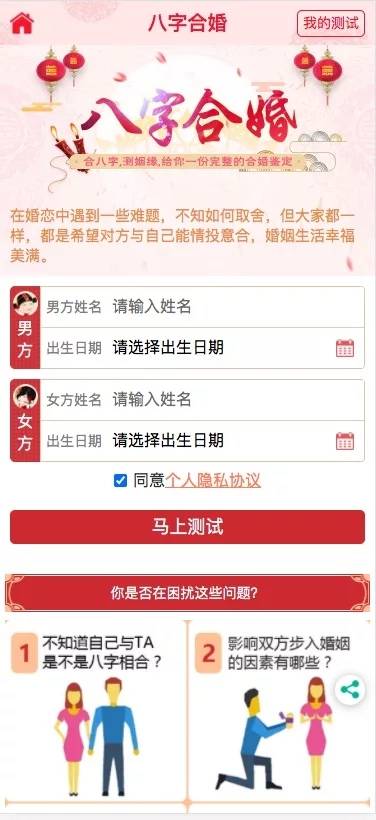 八字合婚
我的测试
八字合婚
合八字,测姻缘,给你一份完整的合婚鉴定
在婚恋中遇到一些难题，不知如何取舍，但大家都一
样，都是希望对方与自己能情投意合，婚姻生活幸福
美满。
男方
男方姓名 请输入姓名
出生日期 请选择出生日期
女方
女方姓名 请输入姓名
出生日期 请选择出生日期
同意个人隐私协议
马上测试
你是否在困扰这些问题?
1 不知道自己与TA
是不是八字相合？
2 影响双方步入婚姻
的因素有哪些？